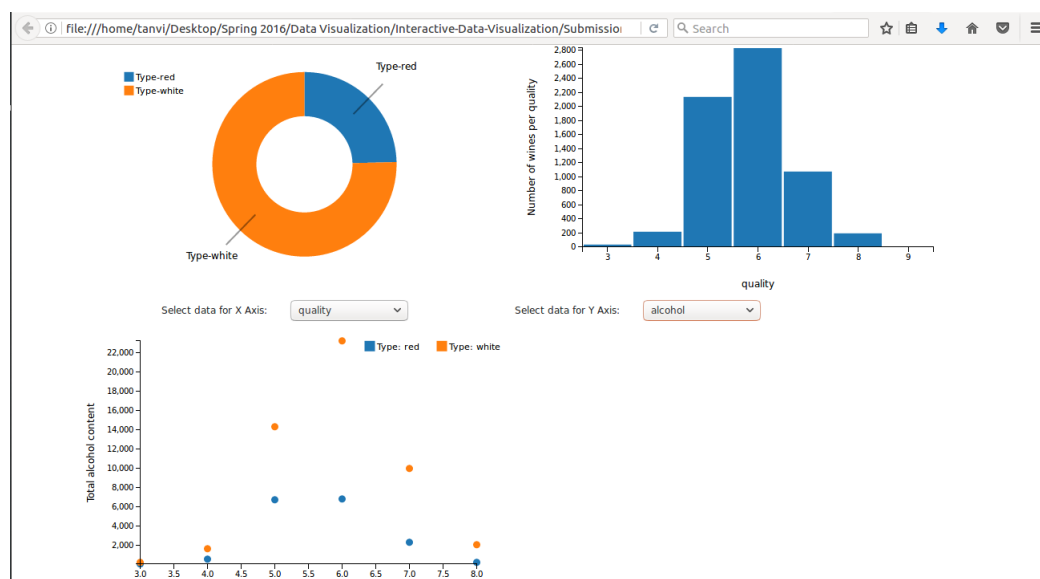 file:///home/tanvi/Desktop/Spring 2016/Data Visualization/Interactive-Data-Visualization/Submission
Search
Type-red
Type-white
Type-red
Type-white
2,800
2,600
2,400
2,200
2,000
1,800
1,600
1,400
1,200
1,000
800
600
400
200
0
Number of wines per quality
3 4 5 6 7 8 9
quality
Select data for X Axis: quality
Select data for Y Axis: alcohol
Type: red Type: white
22,000
20,000
18,000
16,000
14,000
12,000
10,000
8,000
6,000
4,000
2,000
Total alcohol content
3.0 3.5 4.0 4.5 5.0 5.5 6.0 6.5 7.0 7.5 8.0